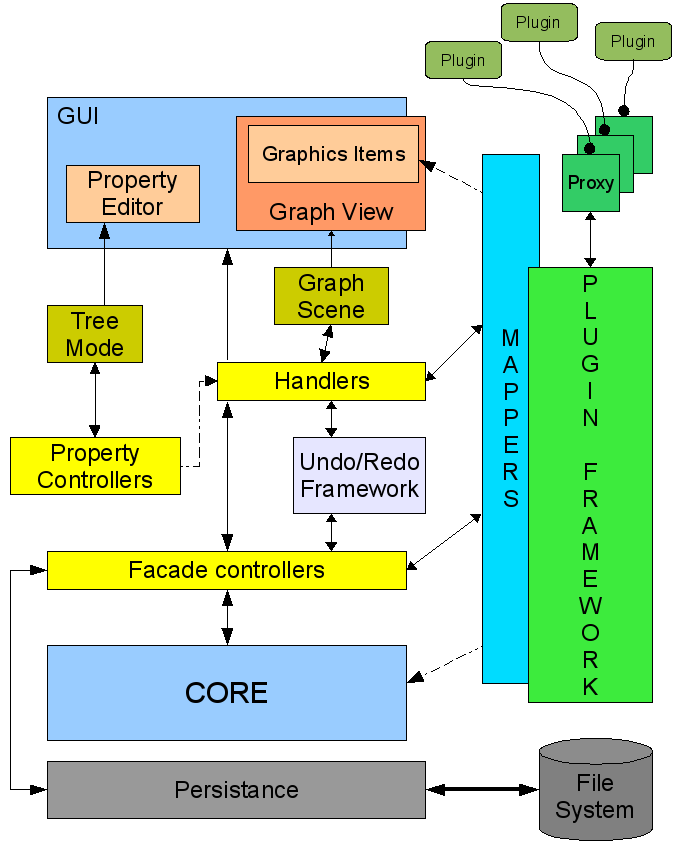 Plugin
Plugin
Plugin
GUI
Graphics Items
Property
Editor
Graph View
Proxy
Graph
Scene
Tree
Mode
Handlers
Property
Controllers
Undo/Redo
Framework
MAPPERS
PLUGIN FRAMEWORK
Facade controllers
CORE
Persistance
File
System